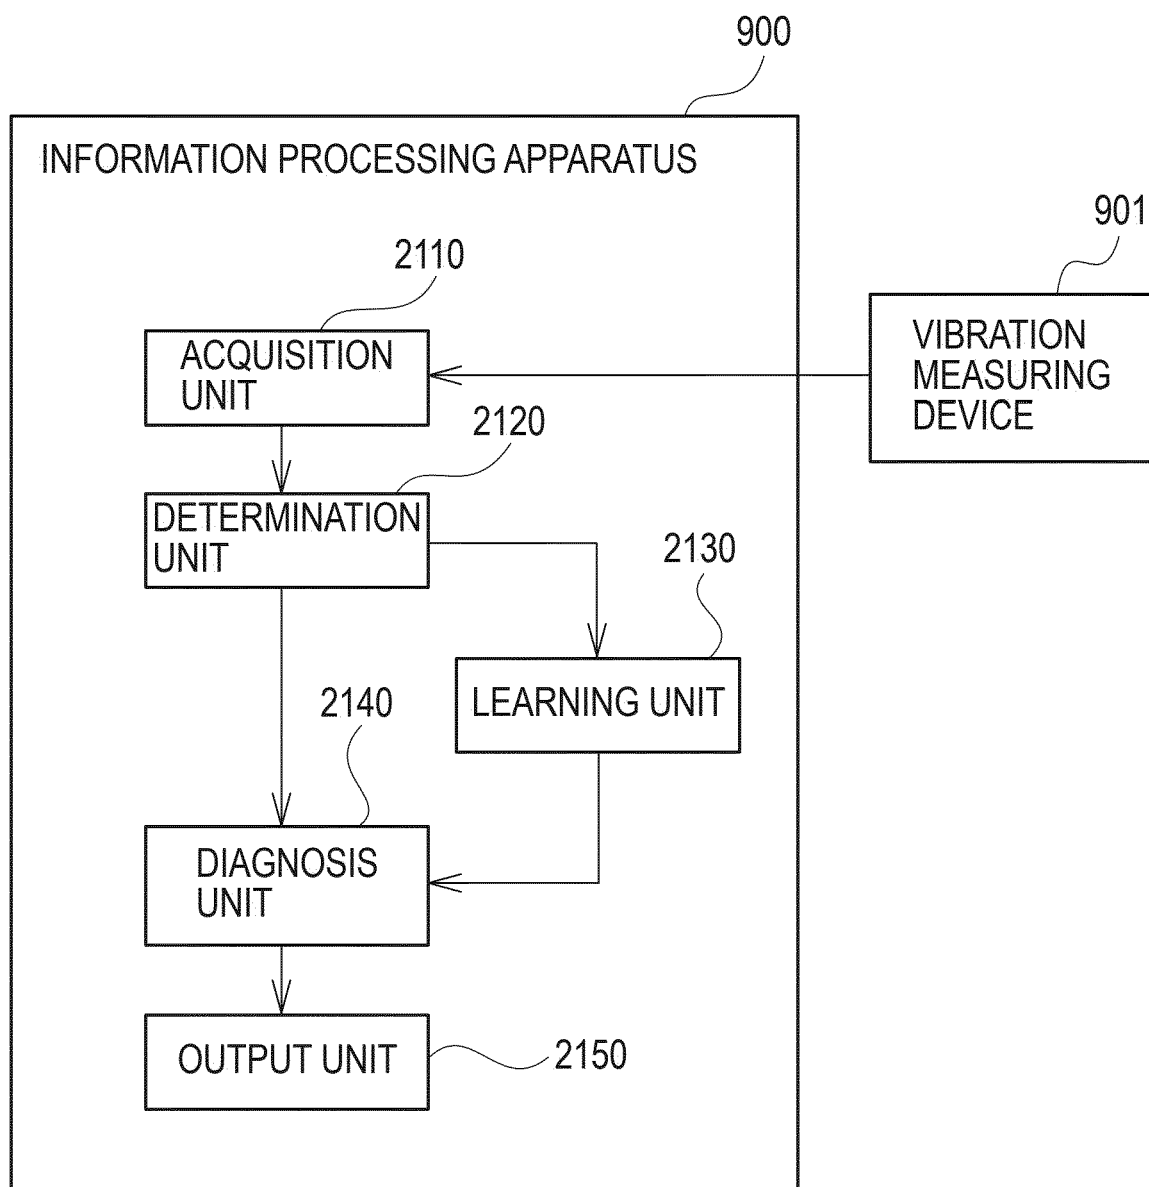 900
INFORMATION PROCESSING APPARATUS
901
2110
VIBRATION
MEASURING
DEVICE
ACQUISITION
UNIT
2120
DETERMINATION
UNIT
2130
LEARNING UNIT
2140
DIAGNOSIS
UNIT
OUTPUT UNIT
2150